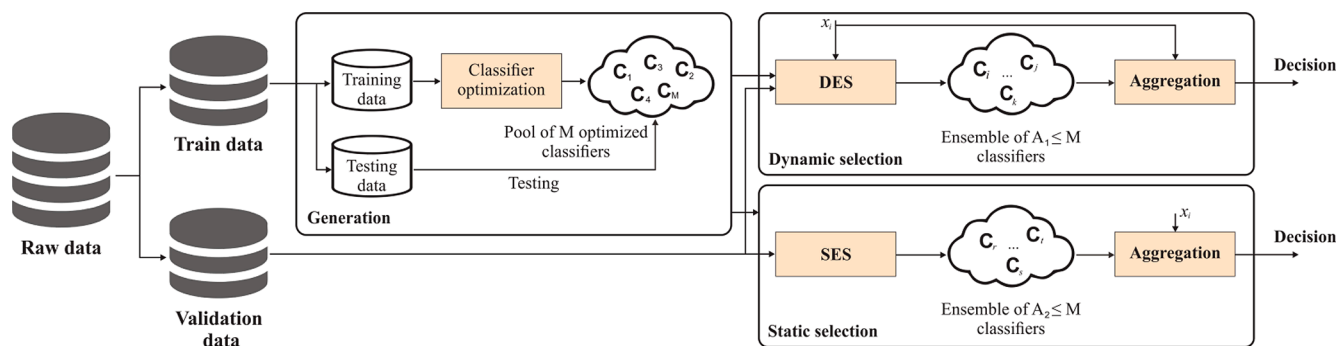 Raw data
Train data
Validation
data
Training
data
Classifier
optimization
C₁ C₃ C₂
C₄ C_M
Pool of M optimized
classifiers
Testing
data
Testing
Generation
xᵢ
DES
Cᵢ ... Cⱼ
Cₖ
Aggregation
Decision
Ensemble of A₁≤ M
classifiers
Dynamic selection
xᵢ
SES
Cᵣ ... Cₜ
Cₛ
Aggregation
Decision
Ensemble of A₂≤ M
classifiers
Static selection